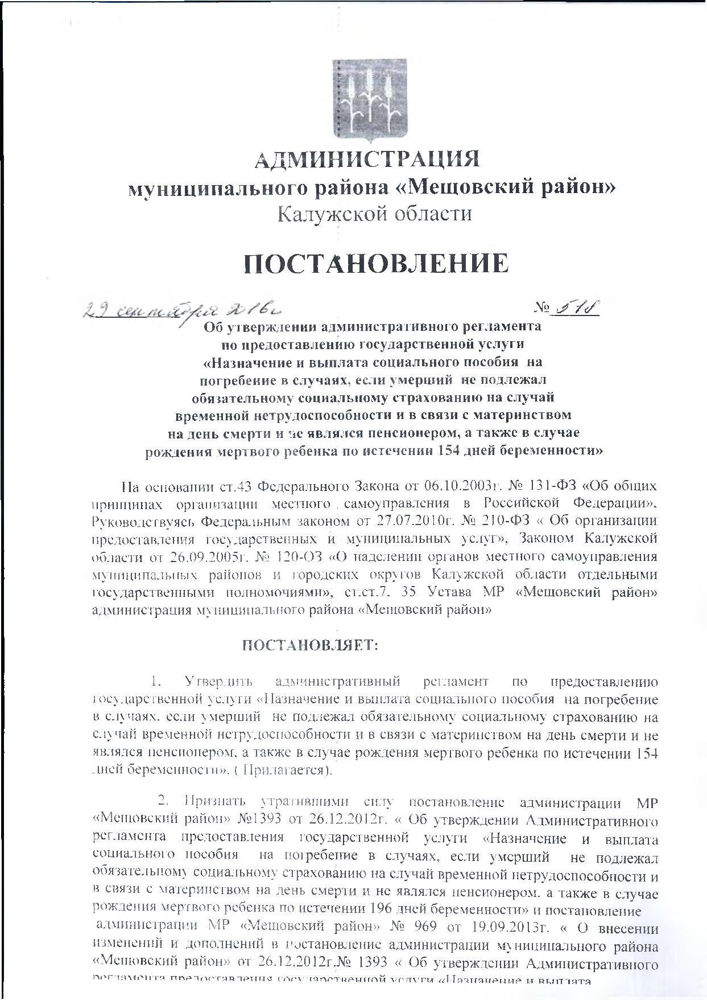 АДМИНИСТРАЦИЯ
муниципального района «Мещовский район»
Калужской области
ПОСТАНОВЛЕНИЕ
29 сентября 2016г № 518
Об утверждении административного регламента
по предоставлению государственной услуги
«Назначение и выплата социального пособия на
погребение в случаях, если умерший не подлежал
обязательному социальному страхованию на случай
временной нетрудоспособности и в связи с материнством
на день смерти и не являлся пенсионером, а также в случае
рождения мертвого ребенка по истечении 154 дней беременности»
На основании ст.43 Федерального Закона от 06.10.2003г. № 131-ФЗ «Об общих
принципах организации местного самоуправления в Российской Федерации».
Руководствуясь Федеральным законом от 27.07.2010г. № 210-ФЗ « Об организации
предоставления государственных и муниципальных услуг», Законом Калужской
области от 26.09.2005г. № 120-ОЗ «О наделении органов местного самоуправления
муниципальных районов и городских округов Калужской области отдельными
государственными полномочиями», ст.ст.7. 35 Устава МР «Мещовский район»
администрация муниципального района «Мещовский район»
ПОСТАНОВЛЯЕТ:
1. Утвердить административный регламент по предоставлению
государственной услуги «Назначение и выплата социального пособия на погребение
в случаях. если умерший не подлежал обязательному социальному страхованию на
случай временной нетрудоспособности и в связи с материнством на день смерти и не
являлся пенсионером, а также в случае рождения мертвого ребенка по истечении 154
дней беременности». ( Прилагается).
2. Признать утратившими силу постановление администрации МР
«Мещовский район» №1393 от 26.12.2012г. « Об утверждении Административного
регламента предоставления государственной услуги «Назначение и выплата
социального пособия на погребение в случаях, если умерший не подлежал
обязательному социальному страхованию на случай временной нетрудоспособности и
в связи с материнством на день смерти и не являлся пенсионером. а также в случае
рождения мертвого ребенка по истечении 196 дней беременности» и постановление
администрации МР «Мещовский район» № 969 от 19.09.2013г. « О внесении
изменений и дополнений в постановление администрации муниципального района
«Мещовский район» от 26.12.2012г.№ 1393 « Об утверждении Административного
регламента предоставления государственной услуги «Назначение и выплата